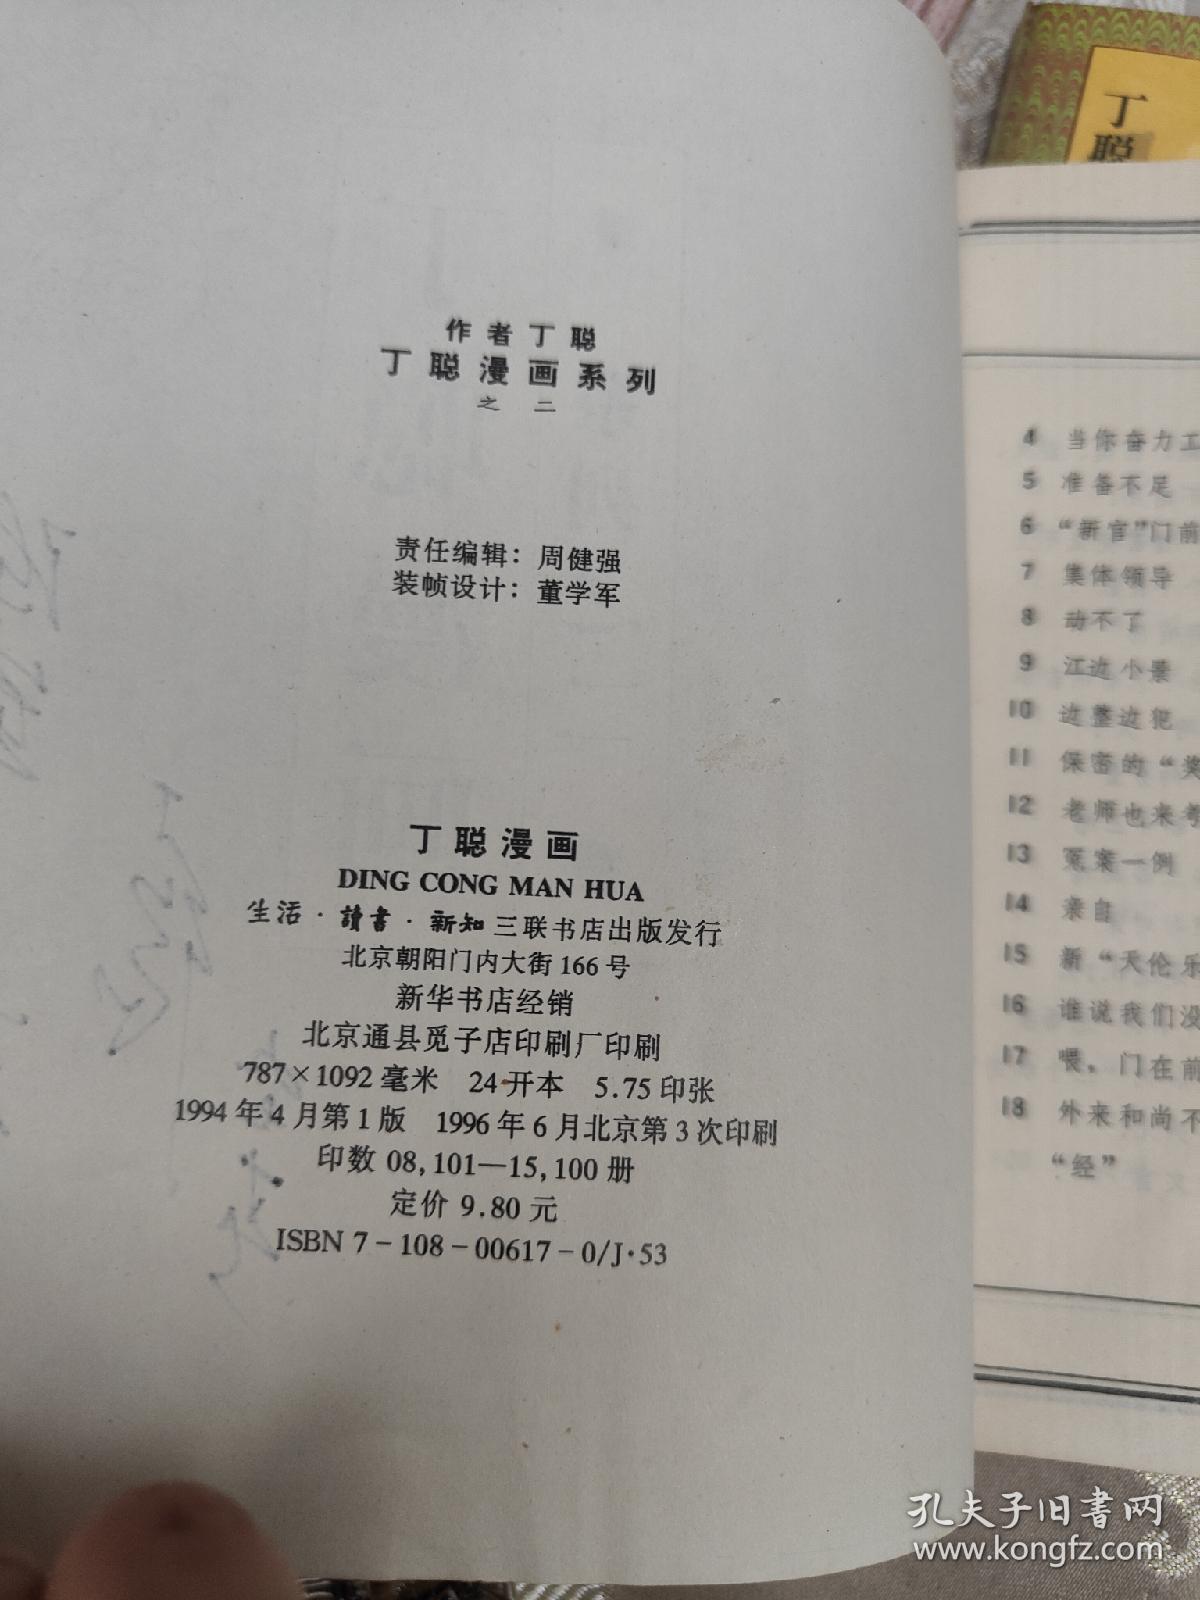 作者丁聪
丁聪漫画系列
之二
责任编辑：周健强
装帧设计：董学军
丁聪漫画
DING CONG MAN HUA
生活·讀書·新知三联书店出版发行
北京朝阳门内大街166号
新华书店经销
北京通县觅子店印刷厂印刷
787×1092毫米 24开本 5.75印张
1994年4月第1版 1996年6月北京第3次印刷
印数08,101—15,100册
定价9.80元
ISBN 7-108-00617-0/J·53
丁聪
4 当你奋力工
5 准备不足
6 “新官”门前
7 集体领导
8 动不了
9 江边小景
10 边整边犯
11 保密的“奖
12 老师也来考
13 冤案一例
14 亲自
15 新“天伦乐
16 谁说我们没
17 喂，门在前
18 外来和尚不
“经”
孔夫子旧书网
www.kongfz.com